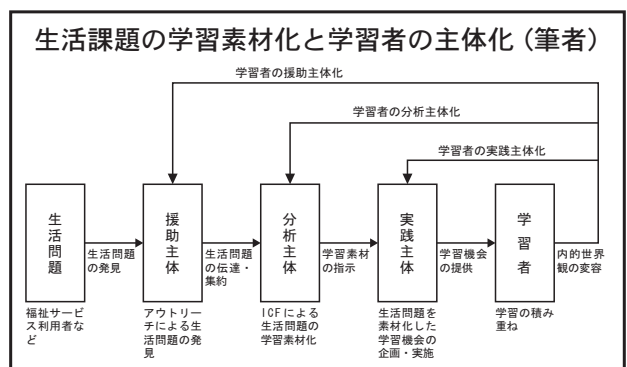 生活課題の学習素材化と学習者の主体化（筆者）
学習者の援助主体化
学習者の分析主体化
学習者の実践主体化
生活問題
援助主体
分析主体
実践主体
学習者
生活問題
の発見
生活問題
の伝達・
集約
学習素材
の指示
学習機会
の提供
内的世界
観の変容
福祉サービ
ス利用者な
ど
アウトリー
チによる生
活問題の発
見
ICFによる
生活問題の
学習素材化
生活問題を
素材化した
学習機会の
企画・実施
学習の積み
重ね